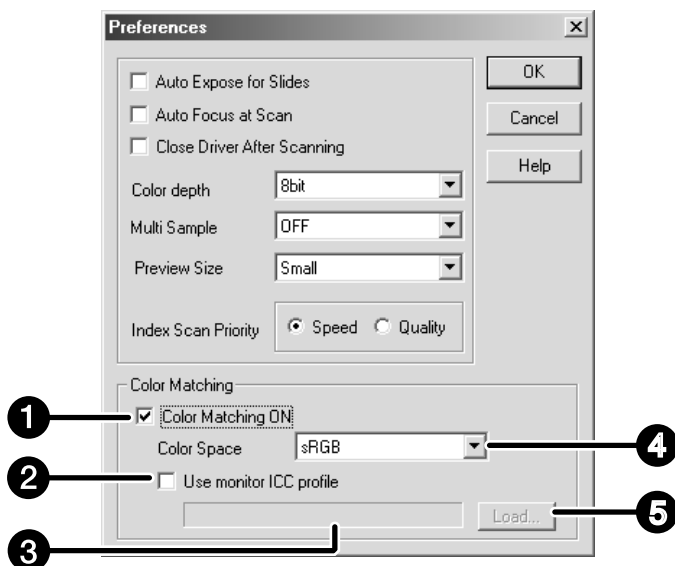 Preferences
Auto Expose for Slides
OK
Auto Focus at Scan
Cancel
Close Driver After Scanning
Help
Color depth 8bit
Multi Sample OFF
Preview Size Small
Index Scan Priority Speed Quality
Color Matching
1 Color Matching ON
Color Space sRGB 4
2 Use monitor ICC profile
Load... 5
3